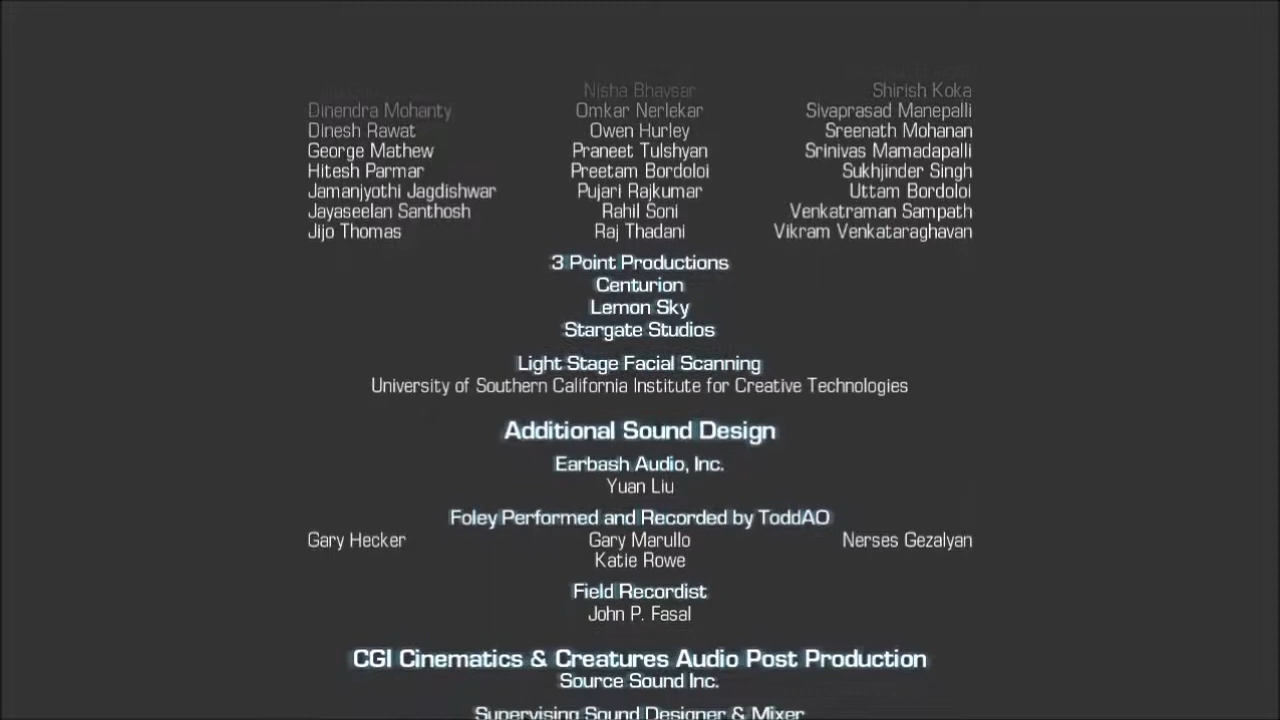 Nisha Bhavsar Shirish Koka
Dinendra Mohanty Omkar Nerlekar Sivaprasad Manepalli
Dinesh Rawat Owen Hurley Sreenath Mohanan
George Mathew Praneet Tulshyan Srinivas Mamadapalli
Hitesh Parmar Preetam Bordoloi Sukhjinder Singh
Jamanjyothi Jagdishwar Pujari Rajkumar Uttam Bordoloi
Jayaseelan Santhosh Rahil Soni Venkatraman Sampath
Jijo Thomas Raj Thadani Vikram Venkataraghavan
3 Point Productions
Centurion
Lemon Sky
Stargate Studios
Light Stage Facial Scanning
University of Southern California Institute for Creative Technologies
Additional Sound Design
Earbash Audio, Inc.
Yuan Liu
Foley Performed and Recorded by ToddAO
Gary Hecker Gary Marullo Nerses Gezalyan
Katie Rowe
Field Recordist
John P. Fasal
CGI Cinematics & Creatures Audio Post Production
Source Sound Inc.
Supervising Sound Designer & Mixer